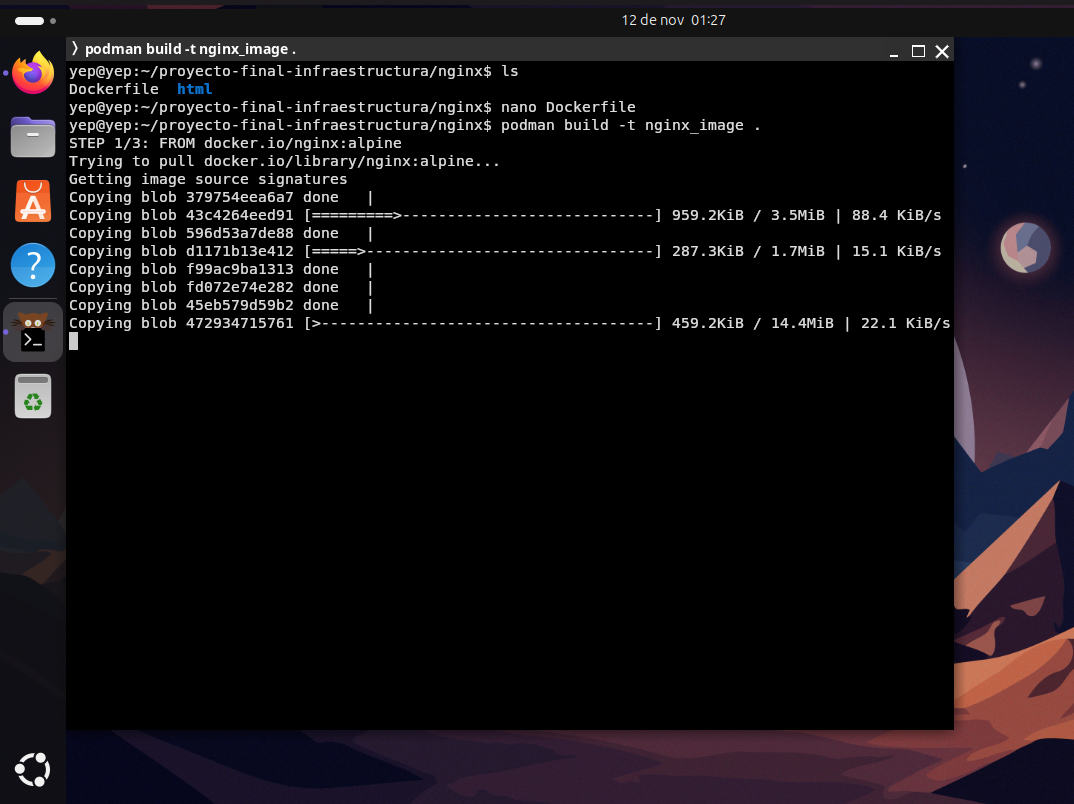 12 de nov 01:27
⟩ podman build -t nginx_image .
yep@yep:~/proyecto-final-infraestructura/nginx$ ls
Dockerfile  html
yep@yep:~/proyecto-final-infraestructura/nginx$ nano Dockerfile
yep@yep:~/proyecto-final-infraestructura/nginx$ podman build -t nginx_image .
STEP 1/3: FROM docker.io/nginx:alpine
Trying to pull docker.io/library/nginx:alpine...
Getting image source signatures
Copying blob 379754eea6a7 done   |
Copying blob 43c4264eed91 [=========>----------------------------] 959.2KiB / 3.5MiB | 88.4 KiB/s
Copying blob 596d53a7de88 done   |
Copying blob d1171b13e412 [=====>--------------------------------] 287.3KiB / 1.7MiB | 15.1 KiB/s
Copying blob f99ac9ba1313 done   |
Copying blob fd072e74e282 done   |
Copying blob 45eb579d59b2 done   |
Copying blob 472934715761 [>-------------------------------------] 459.2KiB / 14.4MiB | 22.1 KiB/s